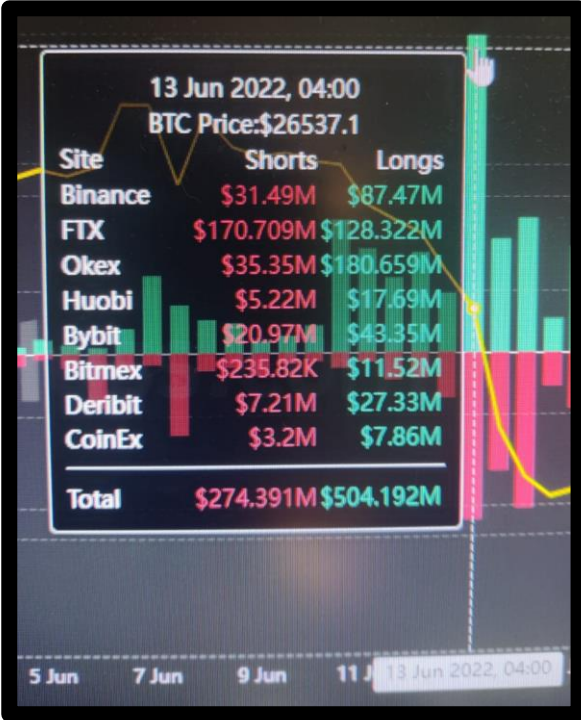 13 Jun 2022, 04:00
BTC Price:$26537.1
Site Shorts Longs
Binance $31.49M $87.47M
FTX $170.709M $128.322M
Okex $35.35M $180.659M
Huobi $5.22M $17.69M
Bybit $20.97M $43.35M
Bitmex $235.82K $11.52M
Deribit $7.21M $27.33M
CoinEx $3.2M $7.86M
Total $274.391M $504.192M
5 Jun 7 Jun 9 Jun 11 J 13 Jun 2022, 04:00